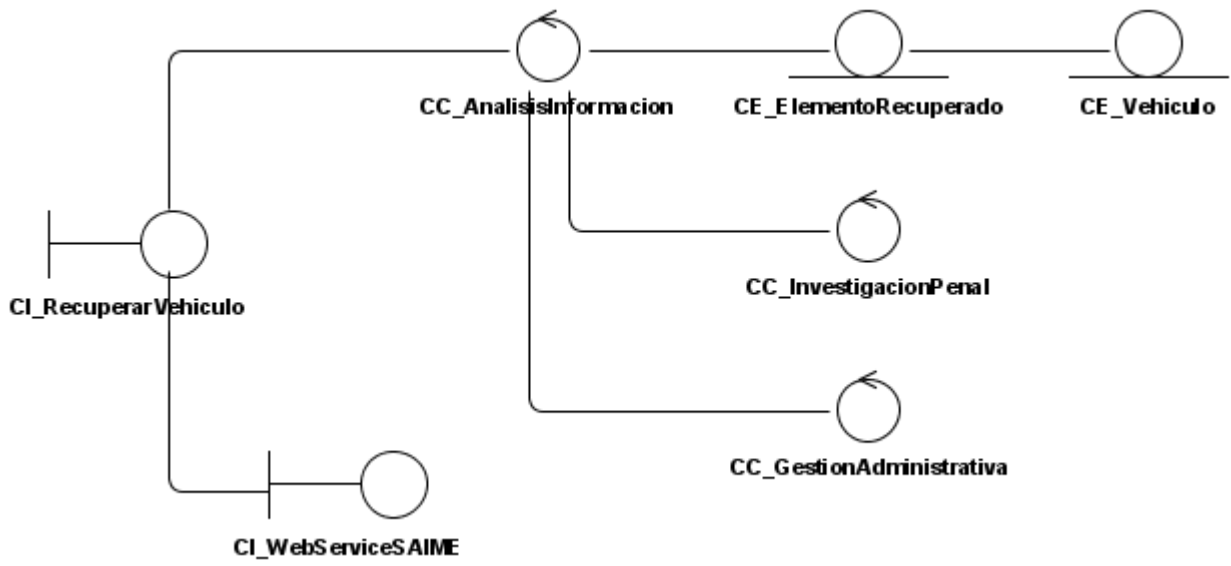 CC_AnalisisInformacion
CE_ElementoRecuperado
CE_Vehiculo
CI_RecuperarVehiculo
CC_InvestigacionPenal
CC_GestionAdministrativa
CI_WebServiceSAIME